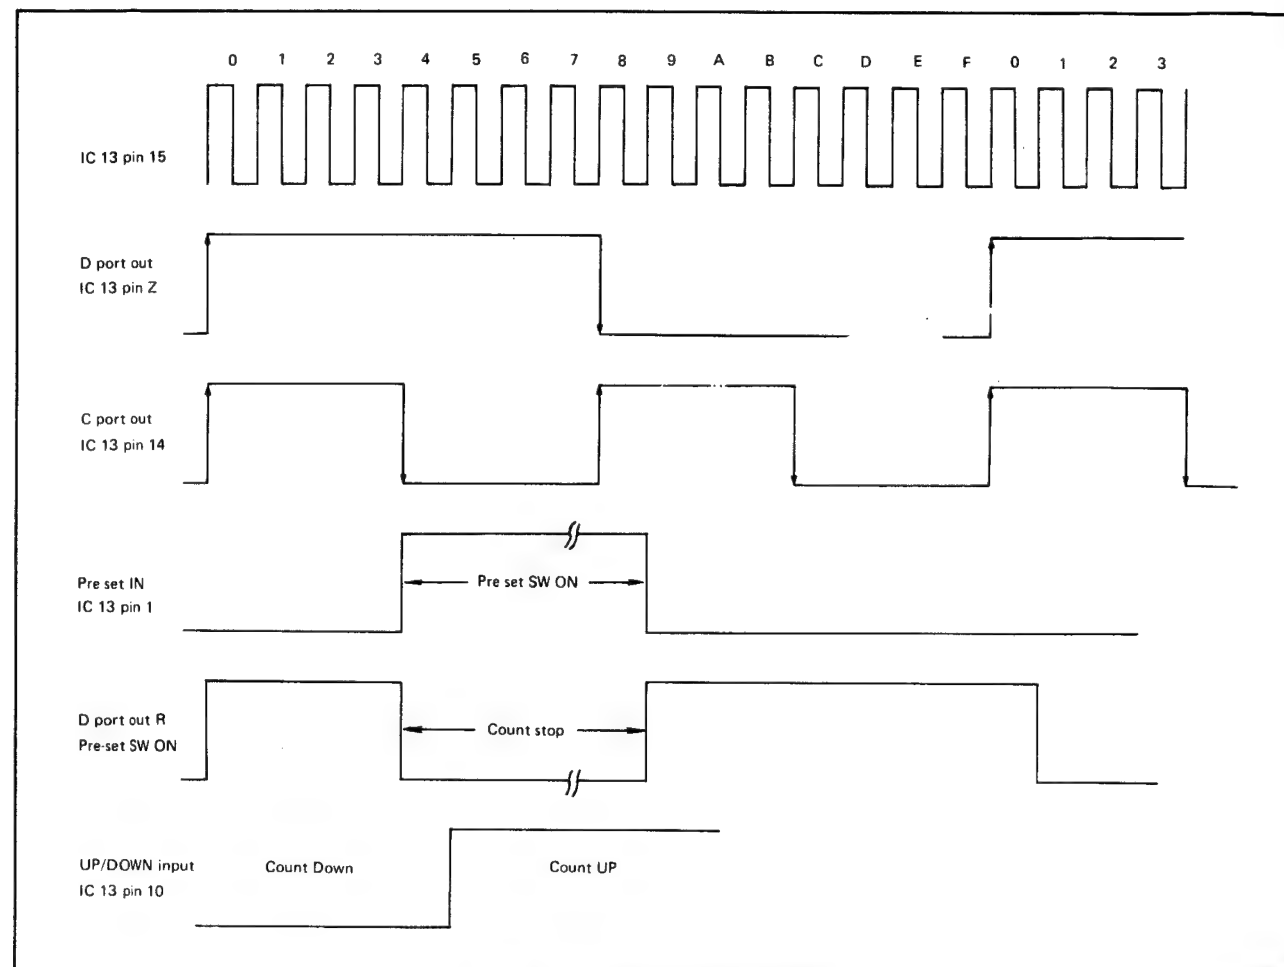 0 1 2 3 4 5 6 7 8 9 A B C D E F 0 1 2 3
IC 13 pin 15
D port out
IC 13 pin Z
C port out
IC 13 pin 14
Pre set IN
IC 13 pin 1
Pre set SW ON
D port out R
Pre-set SW ON
Count stop
UP/DOWN input
IC 13 pin 10
Count Down
Count UP